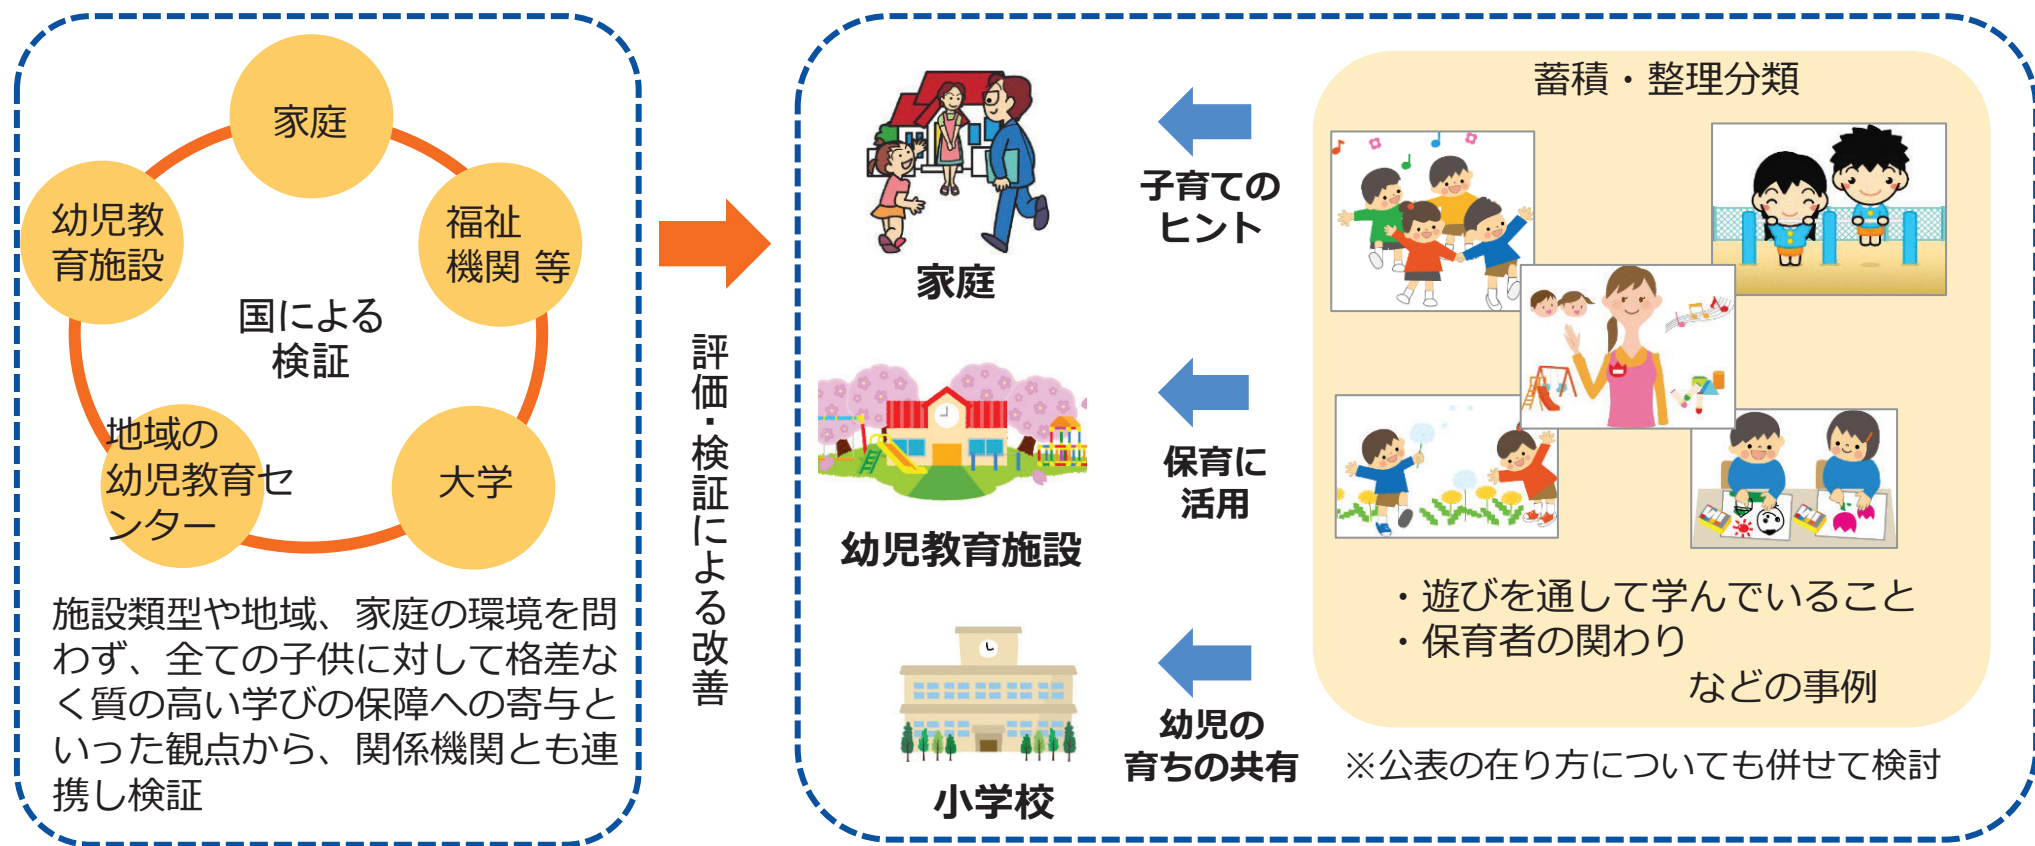 家庭
幼児教
育施設
福祉
機関 等
国による
検証
地域の
幼児教育セ
ンター
大学
施設類型や地域、家庭の環境を問
わず、全ての子供に対して格差な
く質の高い学びの保障への寄与と
いった観点から、関係機関とも連
携し検証
評価・検証による改善
家庭
子育ての
ヒント
幼児教育施設
保育に
活用
小学校
幼児の
育ちの共有
蓄積・整理分類
・遊びを通して学んでいること
・保育者の関わり
などの事例
※公表の在り方についても併せて検討